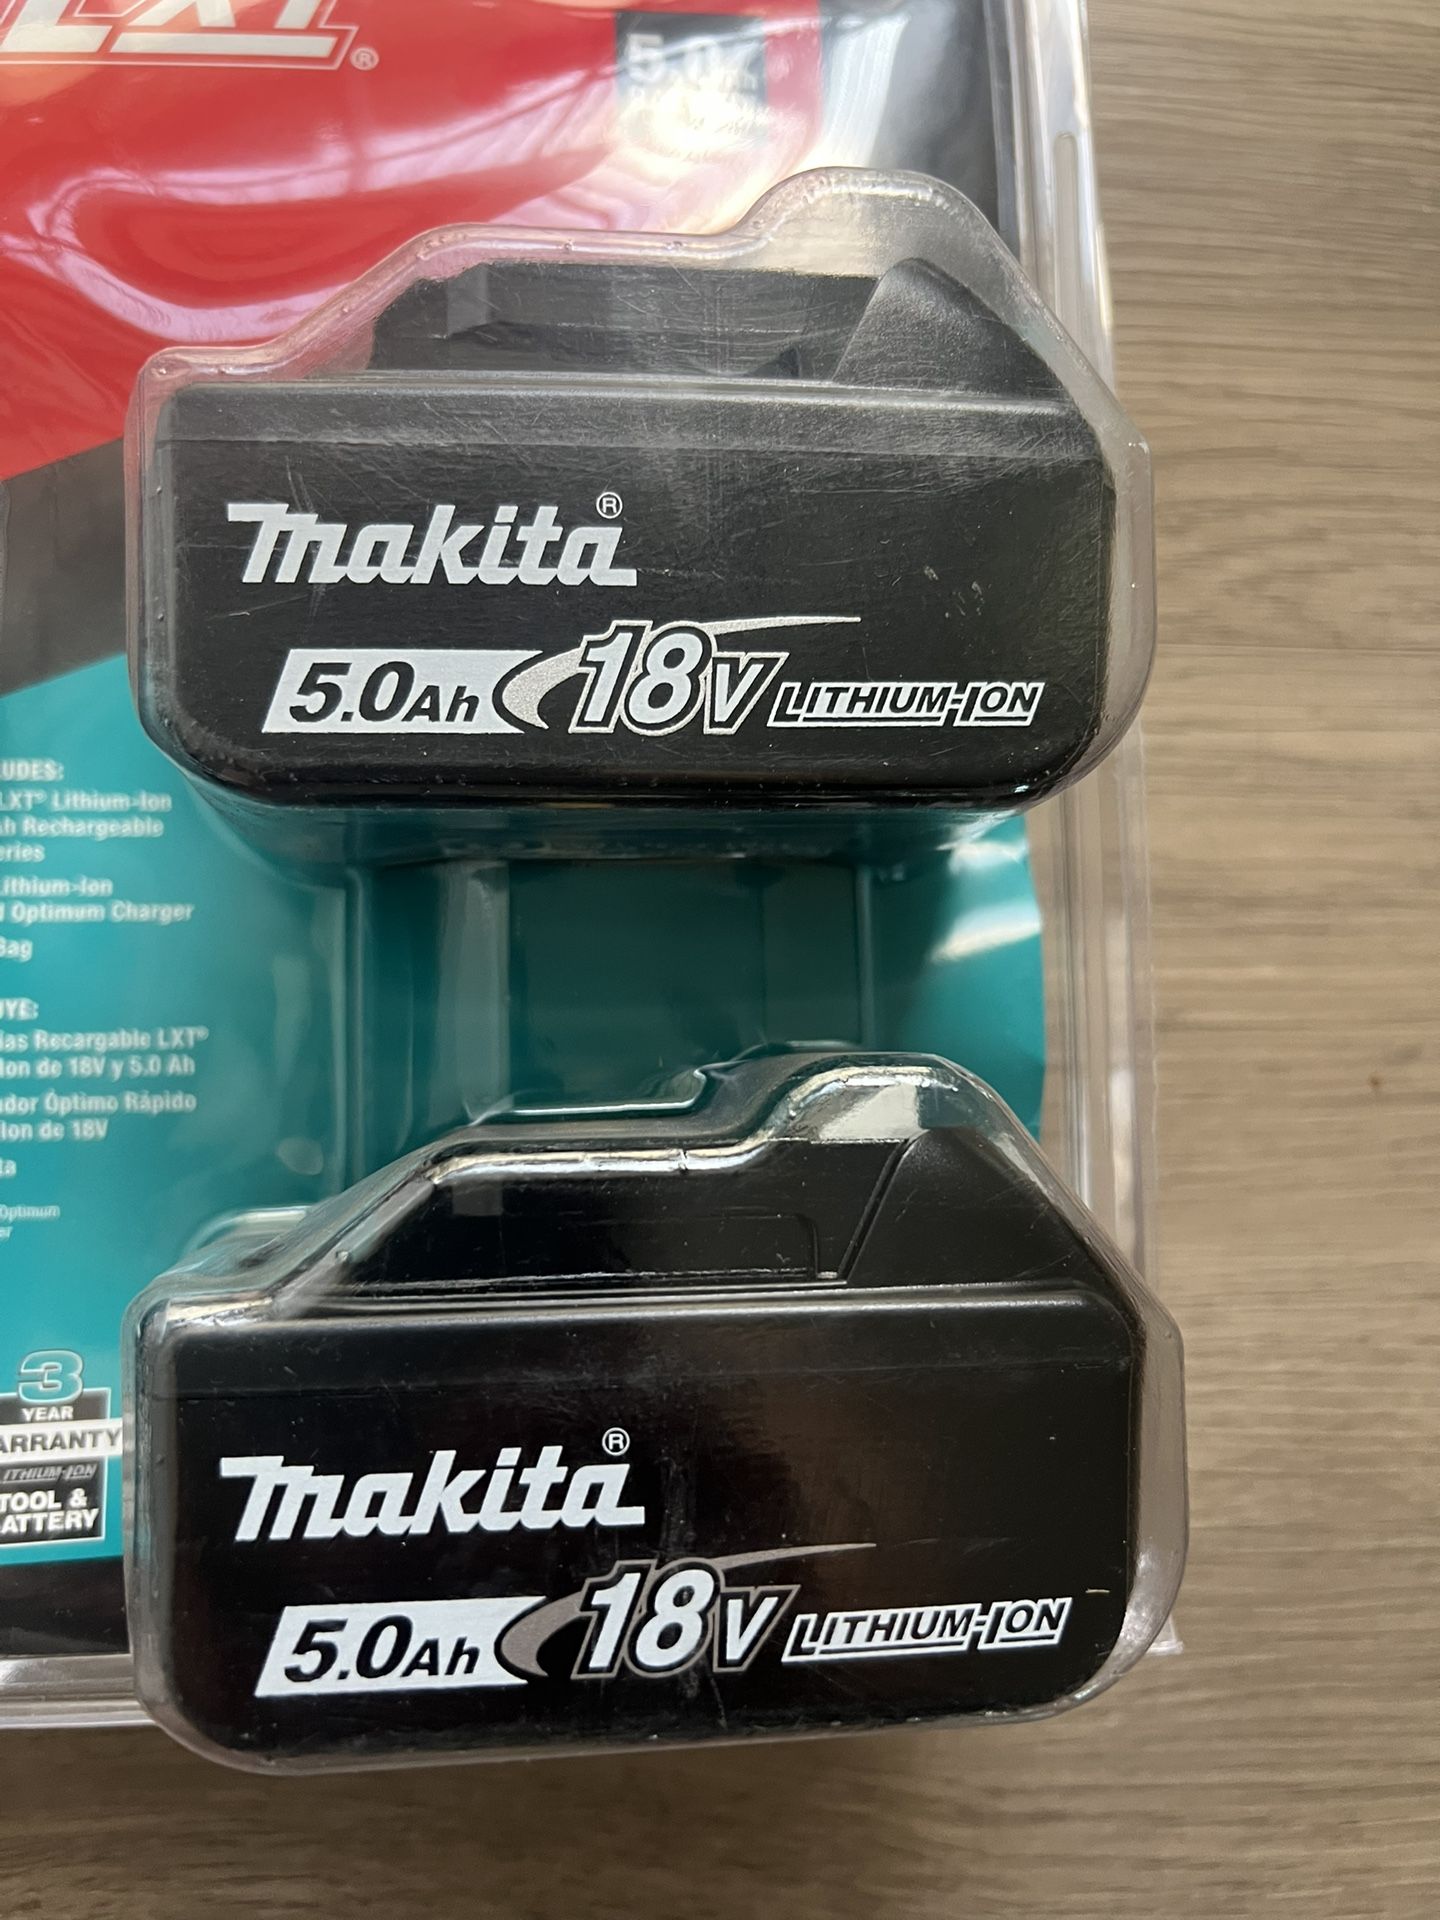 LXT®
5.0
makita®
5.0Ah 18V LITHIUM-ION
UDES:
LXT® Lithium-Ion
h Rechargeable
eries
Lithium-Ion
Optimum Charger
Bag
UYE:
ías Recargable LXT®
Ion de 18V y 5.0 Ah
dor Óptimo Rápido
Ion de 18V
ta
Optimum
er
3
YEAR
ARRANTY
LITHIUM-ION
TOOL &
ATTERY
makita®
5.0Ah 18V LITHIUM-ION